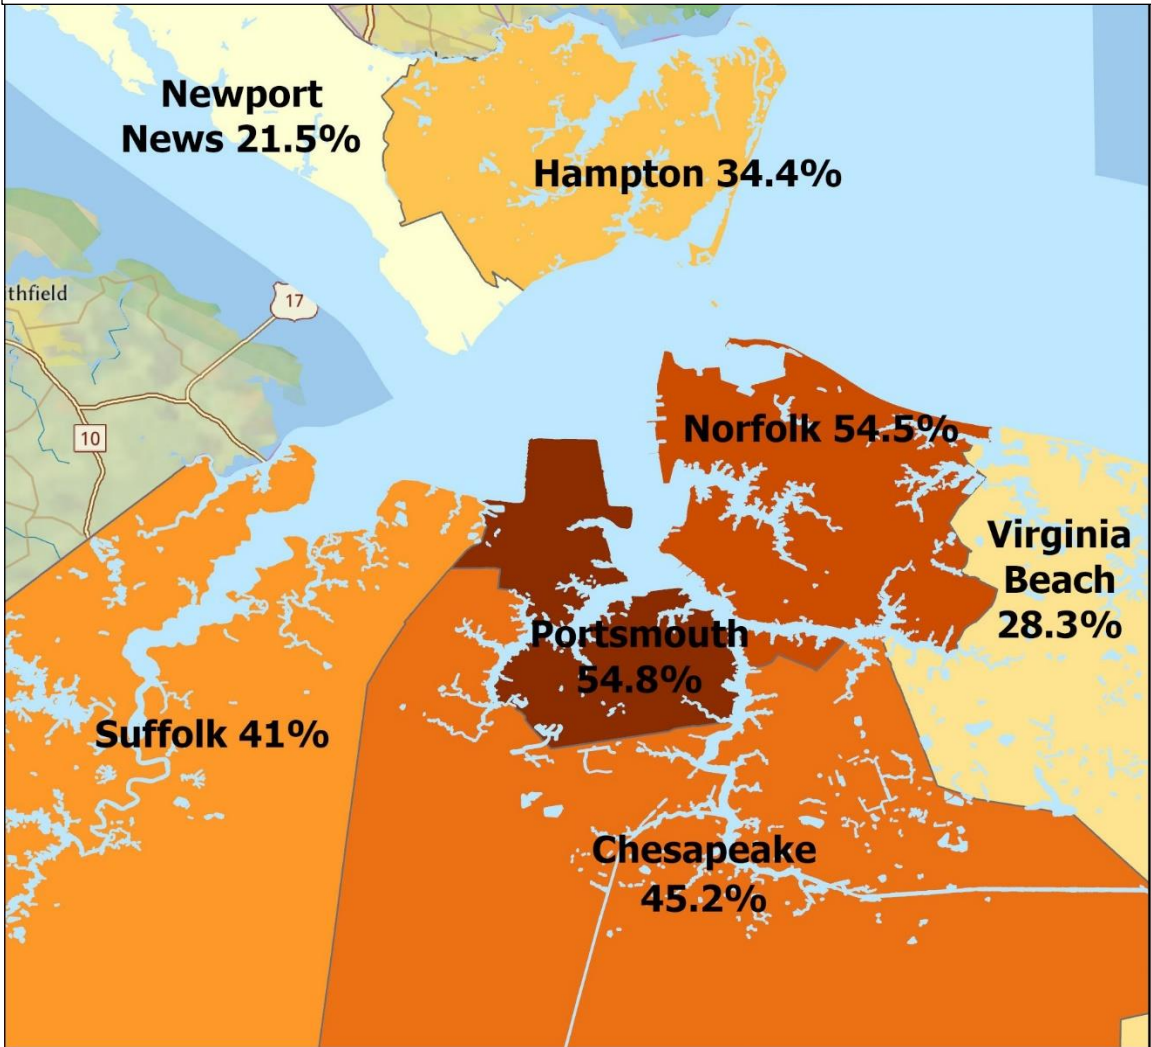 Newport
News 21.5%
Hampton 34.4%
thfield
17
10
Norfolk 54.5%
Virginia
Beach
28.3%
Portsmouth
54.8%
Suffolk 41%
Chesapeake
45.2%